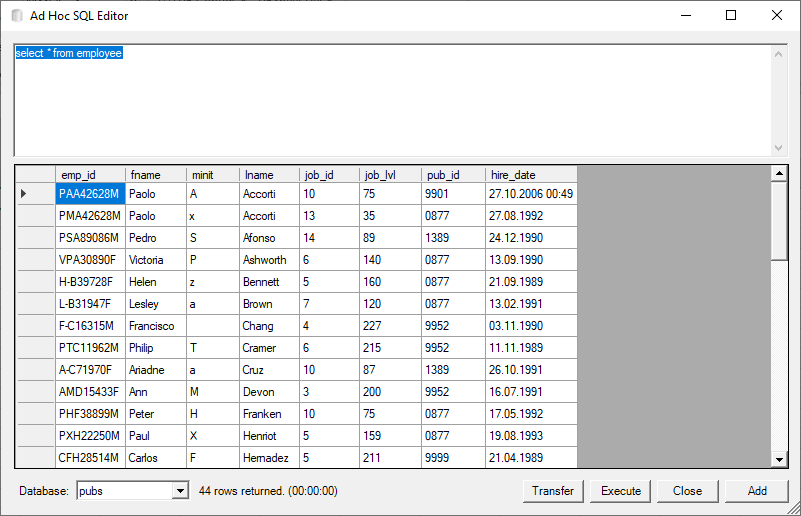 Ad Hoc SQL Editor
select * from employee
emp_id fname minit lname job_id job_lvl pub_id hire_date
PAA42628M Paolo A Accorti 10 75 9901 27.10.2006 00:49
PMA42628M Paolo x Accorti 13 35 0877 27.08.1992
PSA89086M Pedro S Afonso 14 89 1389 24.12.1990
VPA30890F Victoria P Ashworth 6 140 0877 13.09.1990
H-B39728F Helen z Bennett 5 160 0877 21.09.1989
L-B31947F Lesley a Brown 7 120 0877 13.02.1991
F-C16315M Francisco Chang 4 227 9952 03.11.1990
PTC11962M Philip T Cramer 6 215 9952 11.11.1989
A-C71970F Ariadne a Cruz 10 87 1389 26.10.1991
AMD15433F Ann M Devon 3 200 9952 16.07.1991
PHF38899M Peter H Franken 10 75 0877 17.05.1992
PXH22250M Paul X Henriot 5 159 0877 19.08.1993
CFH28514M Carlos F Hernadez 5 211 9999 21.04.1989
Database: pubs 44 rows returned. (00:00:00) Transfer Execute Close Add